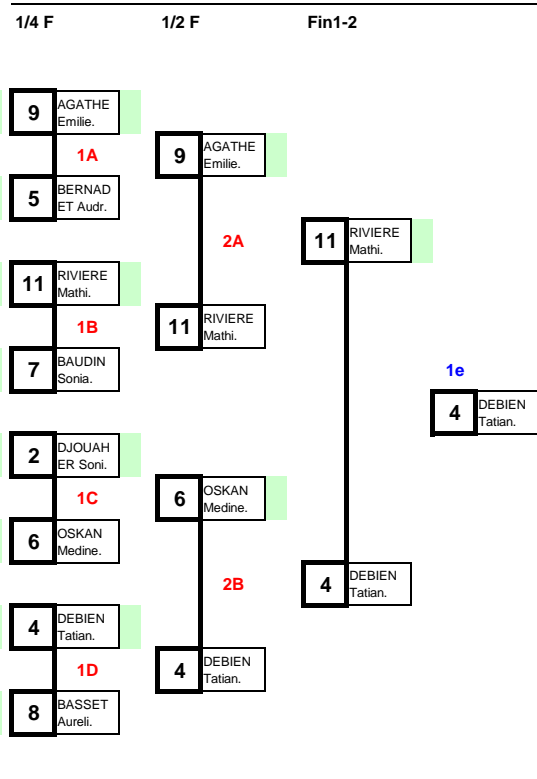 1/4 F
1/2 F
Fin1-2
9
AGATHE
Emilie.
1A
5
BERNAD
ET Audr.
11
RIVIERE
Mathi.
1B
7
BAUDIN
Sonia.
2
DJOUAH
ER Soni.
1C
6
OSKAN
Medine.
4
DEBIEN
Tatian.
1D
8
BASSET
Aureli.
9
AGATHE
Emilie.
2A
11
RIVIERE
Mathi.
6
OSKAN
Medine.
2B
4
DEBIEN
Tatian.
11
RIVIERE
Mathi.
4
DEBIEN
Tatian.
1e
4
DEBIEN
Tatian.